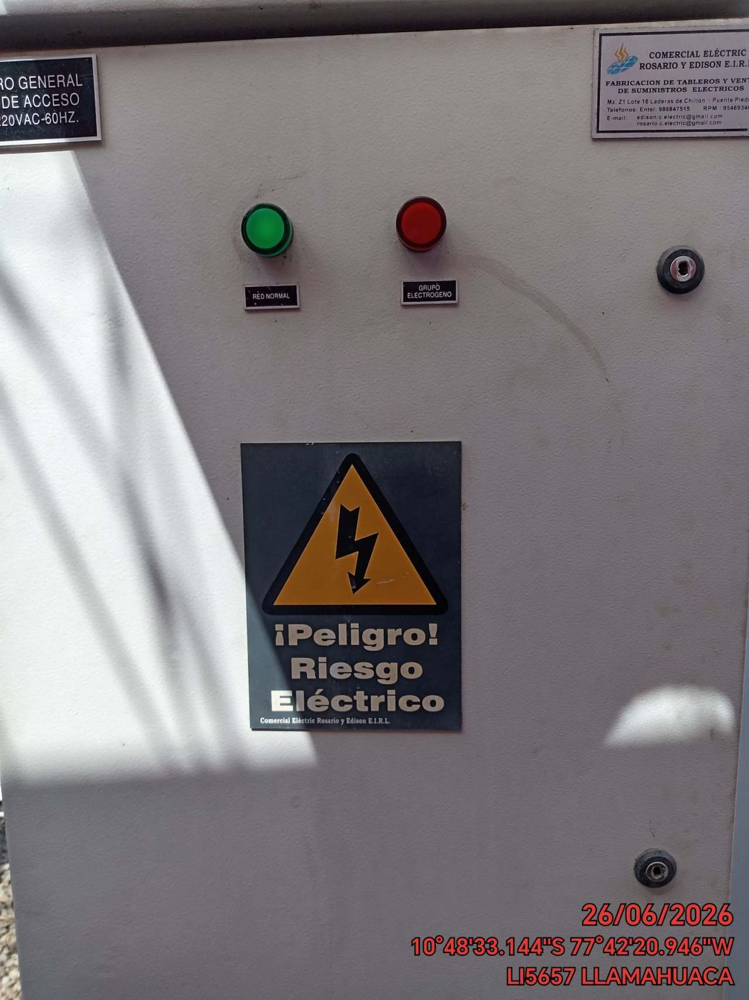 RO GENERAL
DE ACCESO
220VAC-60HZ.
COMERCIAL ELÉCTRIC
ROSARIO Y EDISON E.I.R.L
FABRICACION DE TABLEROS Y VENT
DE SUMINISTROS ELECTRICOS
Mz. Z1 Lote 16 Laderas de Chillón - Puente Piedr
Telefonos: Entel: 986847515 RPM: 95469346
E-mail: edison.c.electric@gmail.com
rosario.c.electric@gmail.com
RED NORMAL
GRUPO
ELECTROGENO
¡Peligro!
Riesgo
Eléctrico
Comercial Eléctric Rosario y Edison E.I.R.L.
26/06/2026
10°48'33.144"S 77°42'20.946"W
LI5657 LLAMAHUACA